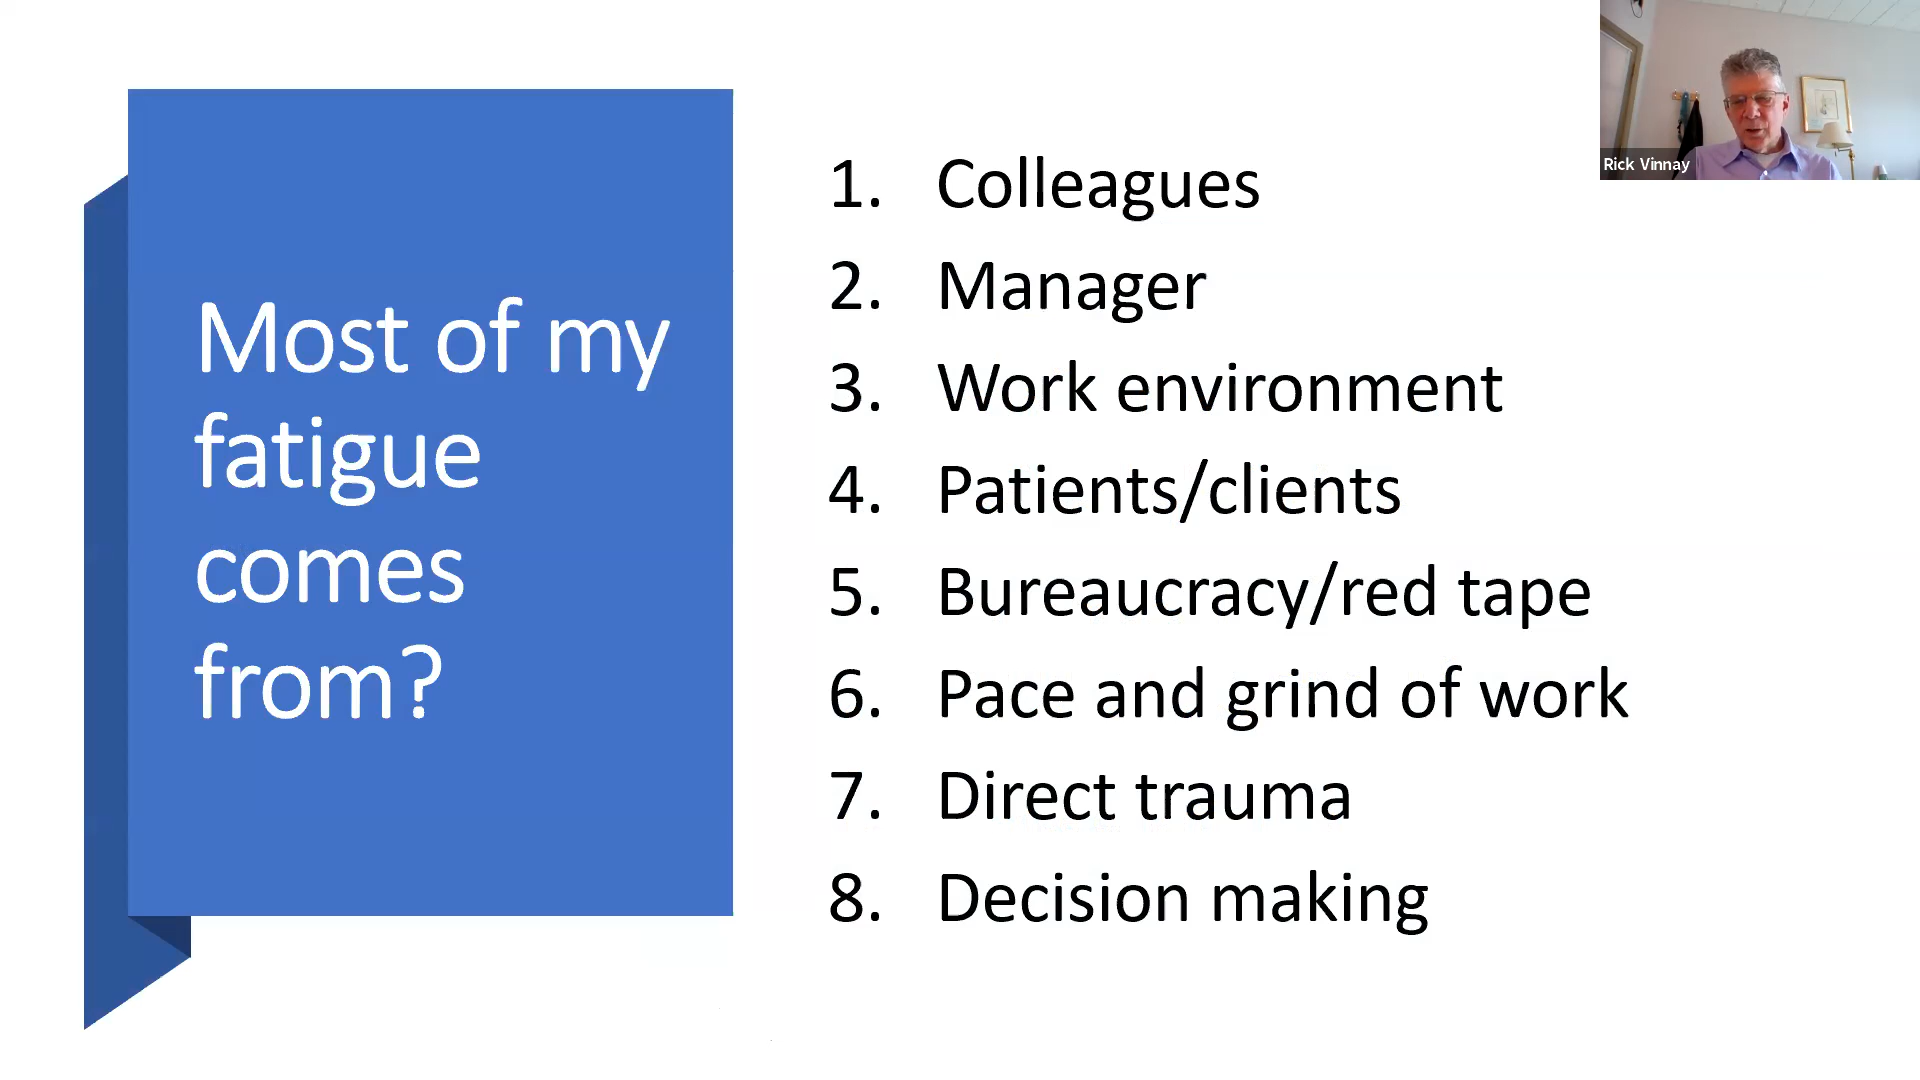 Most of my
fatigue
comes
from?
1. Colleagues
2. Manager
3. Work environment
4. Patients/clients
5. Bureaucracy/red tape
6. Pace and grind of work
7. Direct trauma
8. Decision making
Rick Vinnay